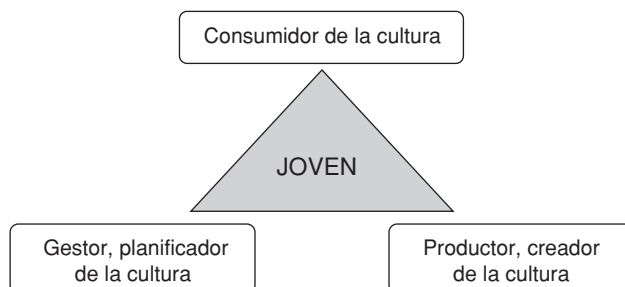 Consumidor de la cultura
JOVEN
Gestor, planificador
de la cultura
Productor, creador
de la cultura